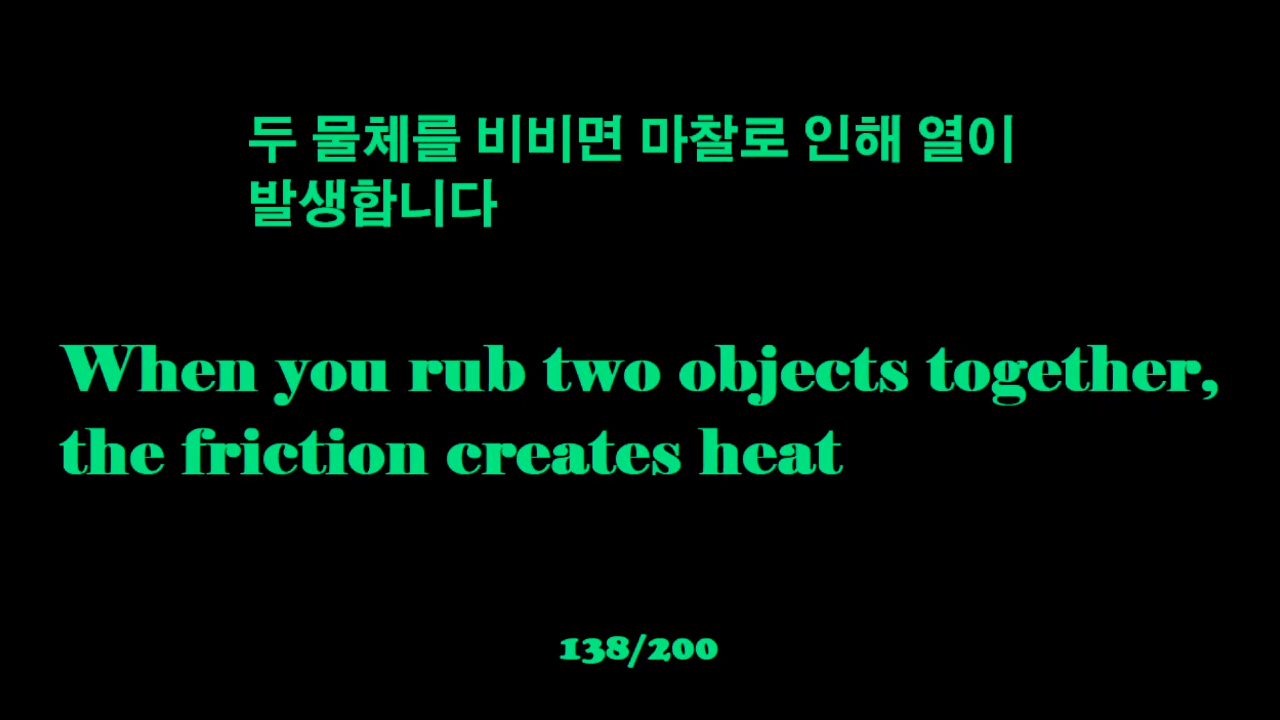 두 물체를 비비면 마찰로 인해 열이
발생합니다
When you rub two objects together,
the friction creates heat
138/200